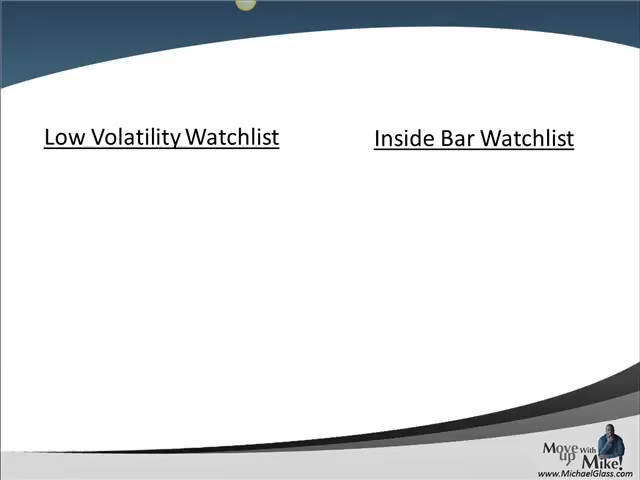 Low Volatility Watchlist
Inside Bar Watchlist
Move up With Mike!
www.MichaelGlass.com